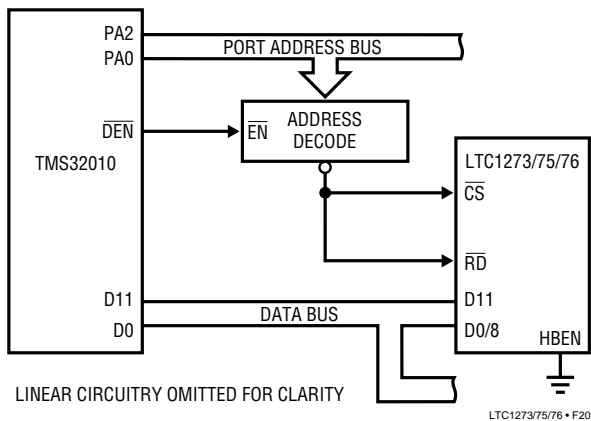 PA2
PORT ADDRESS BUS
PA0
DEN
EN
ADDRESS
DECODE
TMS32010
LTC1273/75/76
CS
RD
D11
D11
DATA BUS
D0
D0/8
HBEN
LINEAR CIRCUITRY OMITTED FOR CLARITY
LTC1273/75/76 • F20